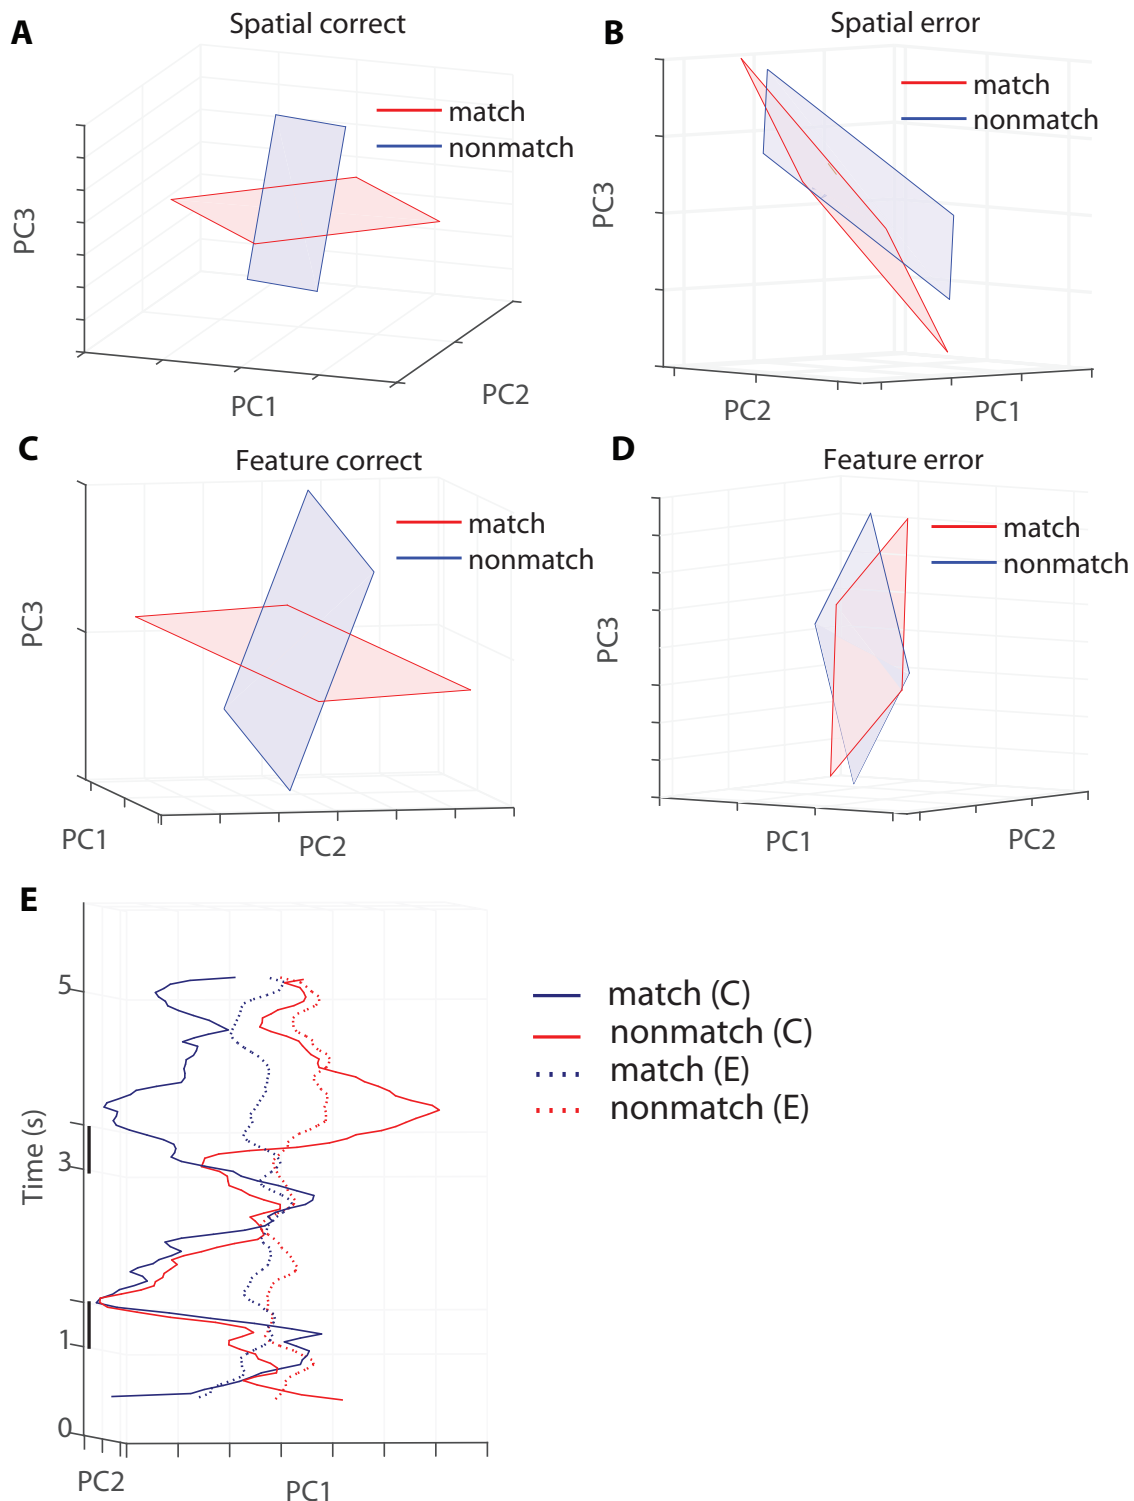 A
Spatial correct
match
nonmatch
PC3
PC1
PC2
B
Spatial error
match
nonmatch
PC3
PC2
PC1
C
Feature correct
match
nonmatch
PC3
PC1
PC2
D
Feature error
match
nonmatch
PC3
PC1
PC2
E
5
3
1
0
Time (s)
PC2
PC1
match (C)
nonmatch (C)
match (E)
nonmatch (E)